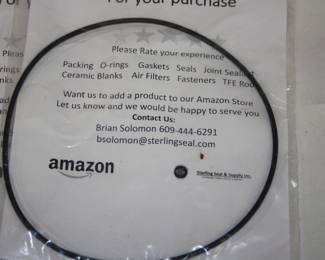 For your purchase
Please Rate your experience
Packing O-rings Gaskets Seals Joint Sealant
Ceramic Blanks Air Filters Fasteners TFE Rod
Want us to add a product to our Amazon Store
Let us know and we would be happy to serve you
Contact Us:
Brian Solomon 609-444-6291
bsolomon@sterlingseal.com
amazon
Sterling Seal & Supply Inc.